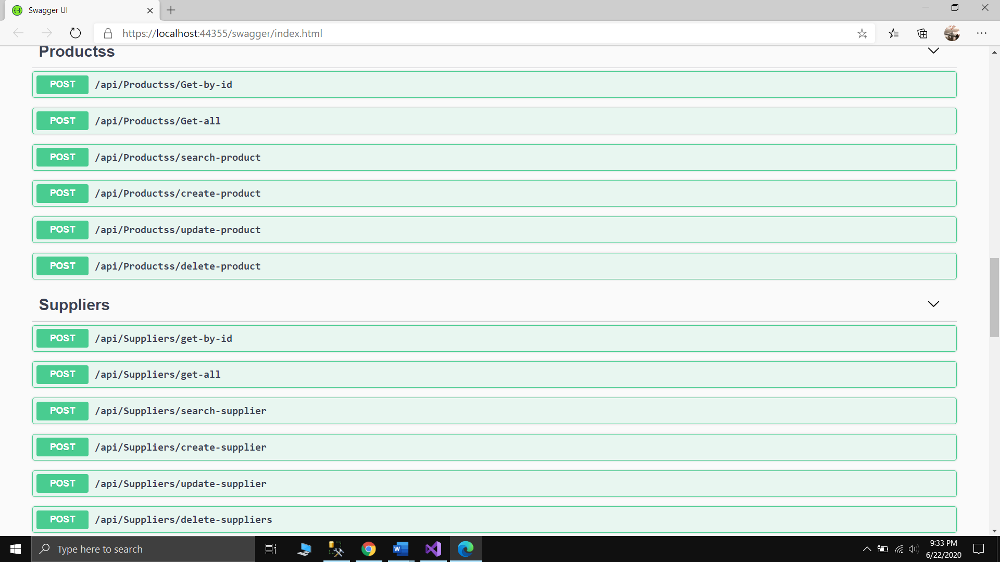 Swagger UI
https://localhost:44355/swagger/index.html
Productss
POST /api/Productss/Get-by-id
POST /api/Productss/Get-all
POST /api/Productss/search-product
POST /api/Productss/create-product
POST /api/Productss/update-product
POST /api/Productss/delete-product
Suppliers
POST /api/Suppliers/get-by-id
POST /api/Suppliers/get-all
POST /api/Suppliers/search-supplier
POST /api/Suppliers/create-supplier
POST /api/Suppliers/update-supplier
POST /api/Suppliers/delete-suppliers
Type here to search
9:33 PM
6/22/2020